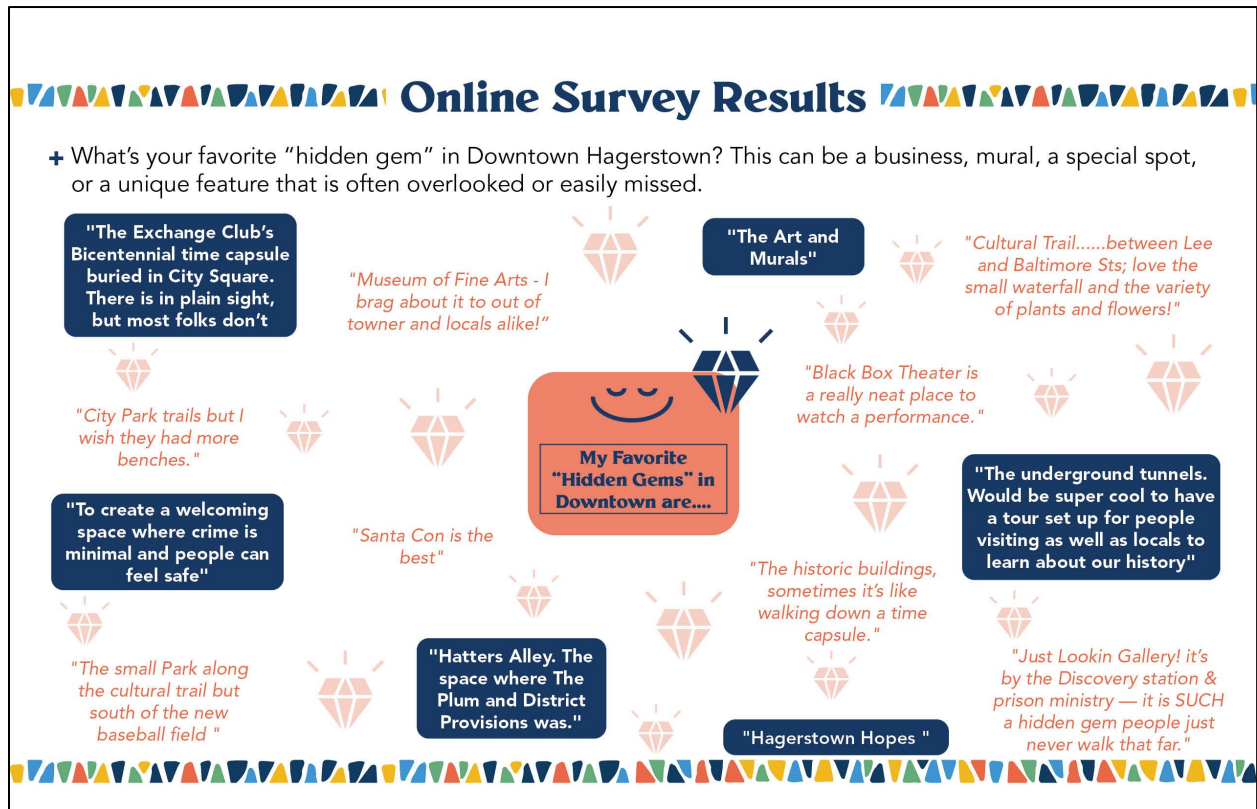 Online Survey Results
+ What's your favorite “hidden gem” in Downtown Hagerstown? This can be a business, mural, a special spot,
or a unique feature that is often overlooked or easily missed.
"The Exchange Club's
Bicentennial time capsule
buried in City Square.
There is in plain sight,
but most folks don't
"Museum of Fine Arts - I
brag about it to out of
towner and locals alike!”
"The Art and
Murals"
"Cultural Trail......between Lee
and Baltimore Sts; love the
small waterfall and the variety
of plants and flowers!"
"City Park trails but I
wish they had more
benches."
"Black Box Theater is
a really neat place to
watch a performance."
My Favorite
“Hidden Gems” in
Downtown are....
"To create a welcoming
space where crime is
minimal and people can
feel safe"
"Santa Con is the
best"
"The underground tunnels.
Would be super cool to have
a tour set up for people
visiting as well as locals to
learn about our history"
"The historic buildings,
sometimes it's like
walking down a time
capsule."
"The small Park along
the cultural trail but
south of the new
baseball field "
"Hatters Alley. The
space where The
Plum and District
Provisions was."
"Hagerstown Hopes "
"Just Lookin Gallery! it's
by the Discovery station &
prison ministry — it is SUCH
a hidden gem people just
never walk that far."